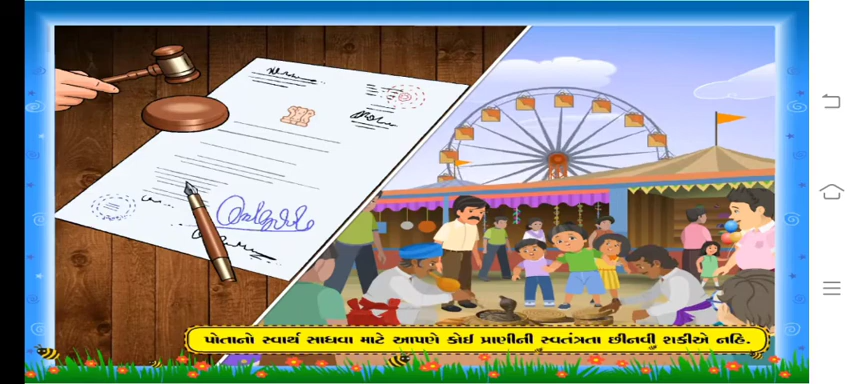 પોતાનો સ્વાર્થ સાધવા માટે આપણે કોઈ પ્રાણીની સ્વતંત્રતા છીનવી શકીએ નહિ.